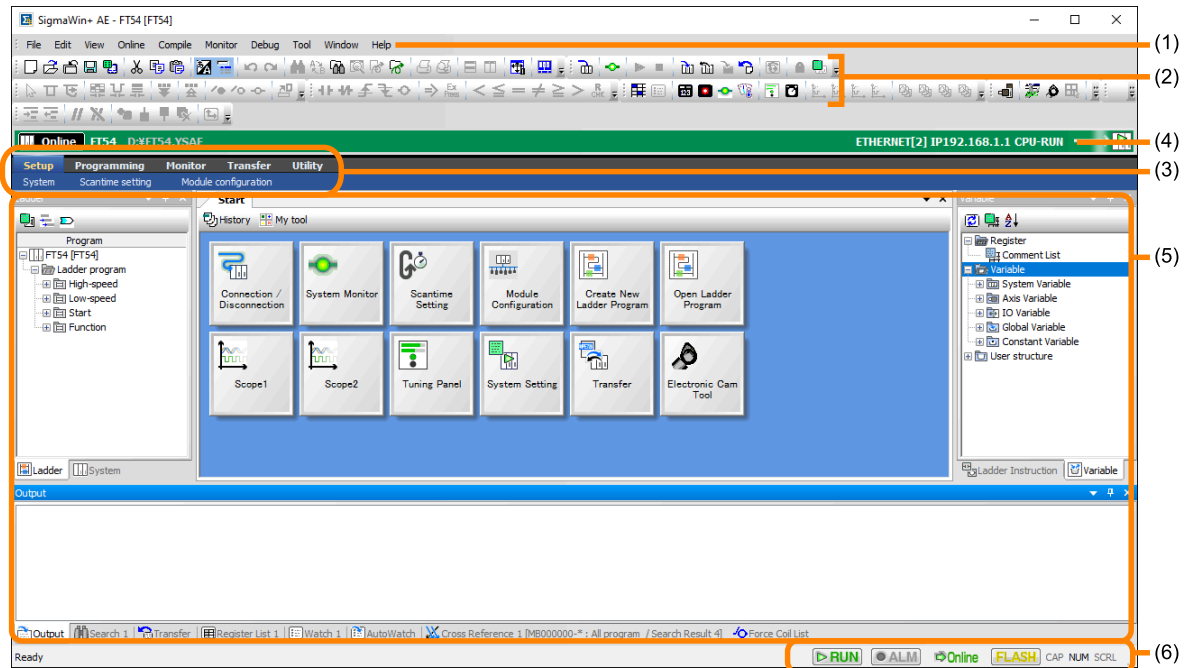 SigmaWin+ AE - FT54 [FT54]
File Edit View Online Compile Monitor Debug Tool Window Help
(1)
(2)
Online FT54 D:¥FT54.YSAE
ETHERNET[2] IP192.168.1.1 CPU-RUN
(4)
Setup Programming Monitor Transfer Utility
(3)
System Scantime setting Module configuration
Ladder
Start
Variable
History My tool
Program
FT54 [FT54]
Ladder program
High-speed
Low-speed
Start
Function
Connection / Disconnection
System Monitor
Scantime Setting
Module Configuration
Create New Ladder Program
Open Ladder Program
Scope1
Scope2
Tuning Panel
System Setting
Transfer
Electronic Cam Tool
Register
Comment List
(5)
Variable
System Variable
Axis Variable
IO Variable
Global Variable
Constant Variable
User structure
Ladder System
Ladder Instruction Variable
Output
Output Search 1 Transfer Register List 1 Watch 1 AutoWatch Cross Reference 1 [MB000000-* : All program / Search Result 4] Force Coil List
Ready
RUN ALM Online FLASH CAP NUM SCRL
(6)